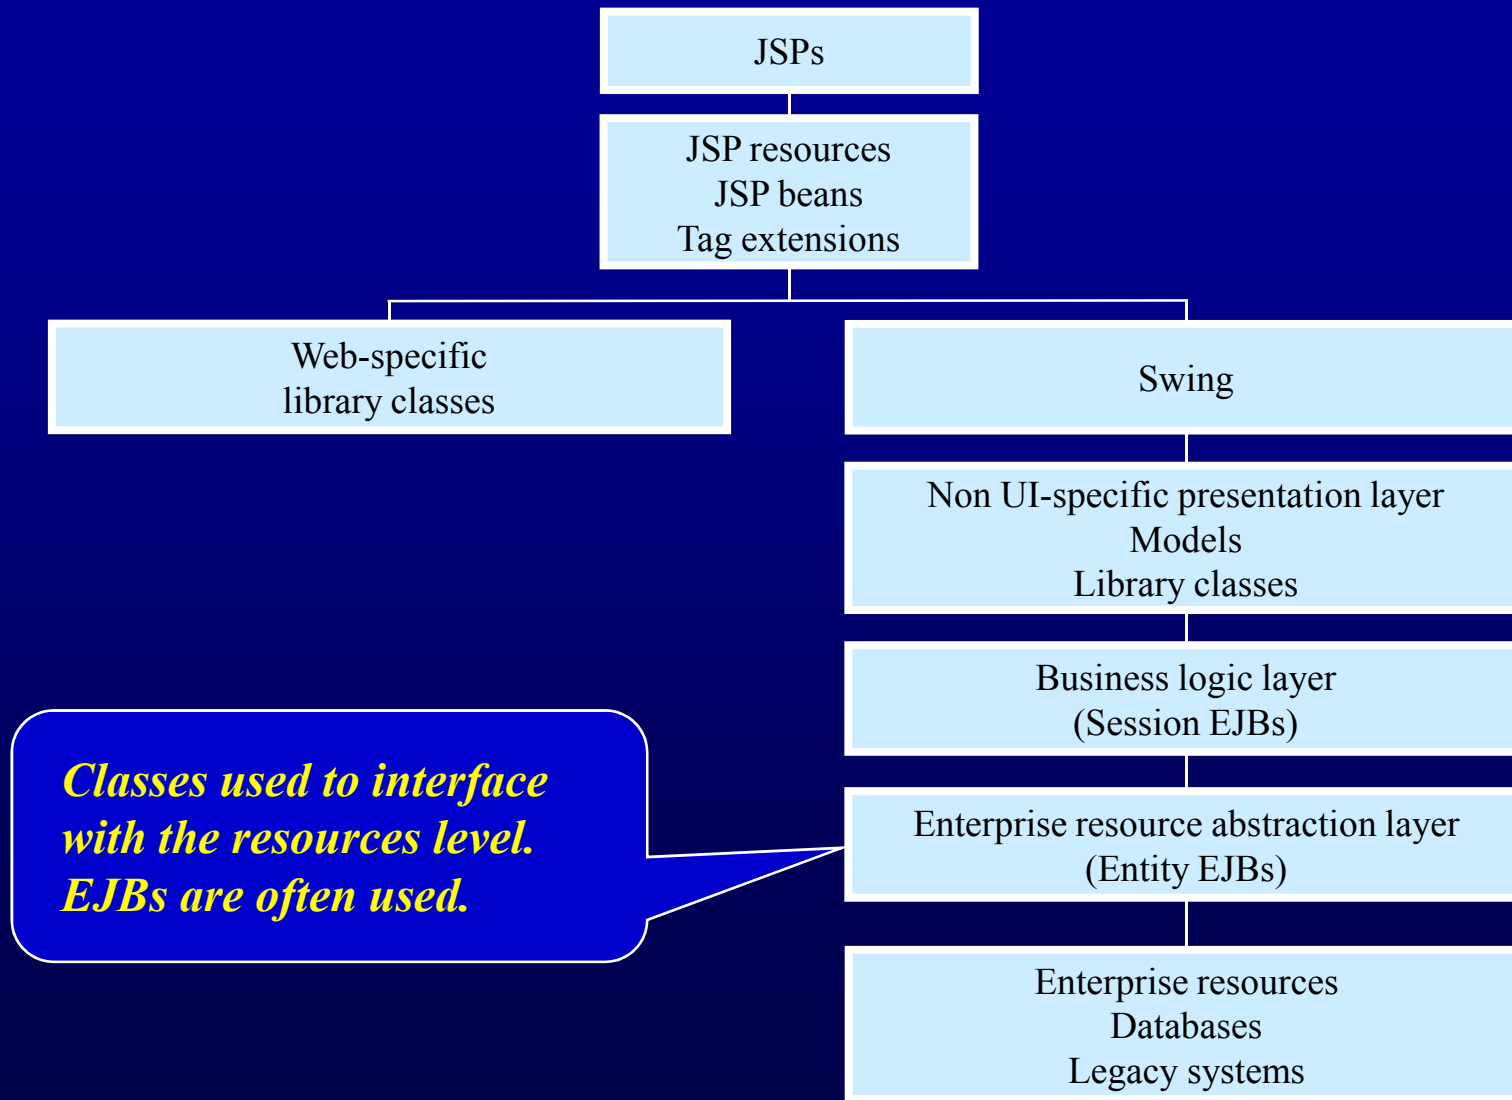 JSPs
JSP resources
JSP beans
Tag extensions
Web-specific
library classes
Swing
Non UI-specific presentation layer
Models
Library classes
Business logic layer
(Session EJBs)
Classes used to interface
with the resources level.
EJBs are often used.
Enterprise resource abstraction layer
(Entity EJBs)
Enterprise resources
Databases
Legacy systems